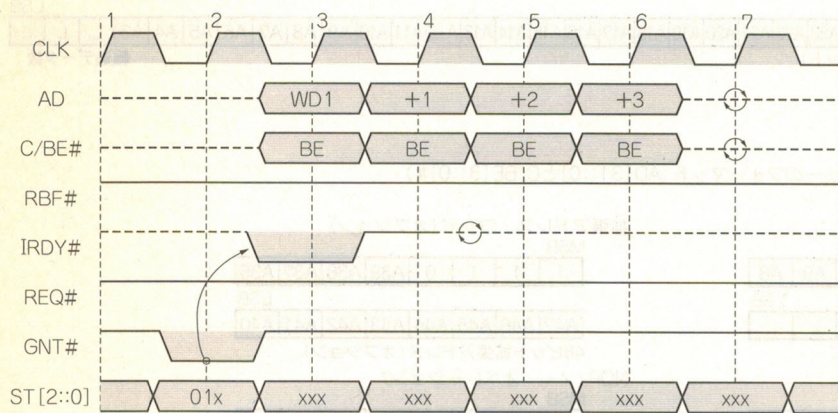 1 2 3 4 5 6 7
CLK
AD WD1 +1 +2 +3
C/BE# BE BE BE BE
RBF#
IRDY#
REQ#
GNT#
ST[2::0] 01x xxx xxx xxx xxx xxx